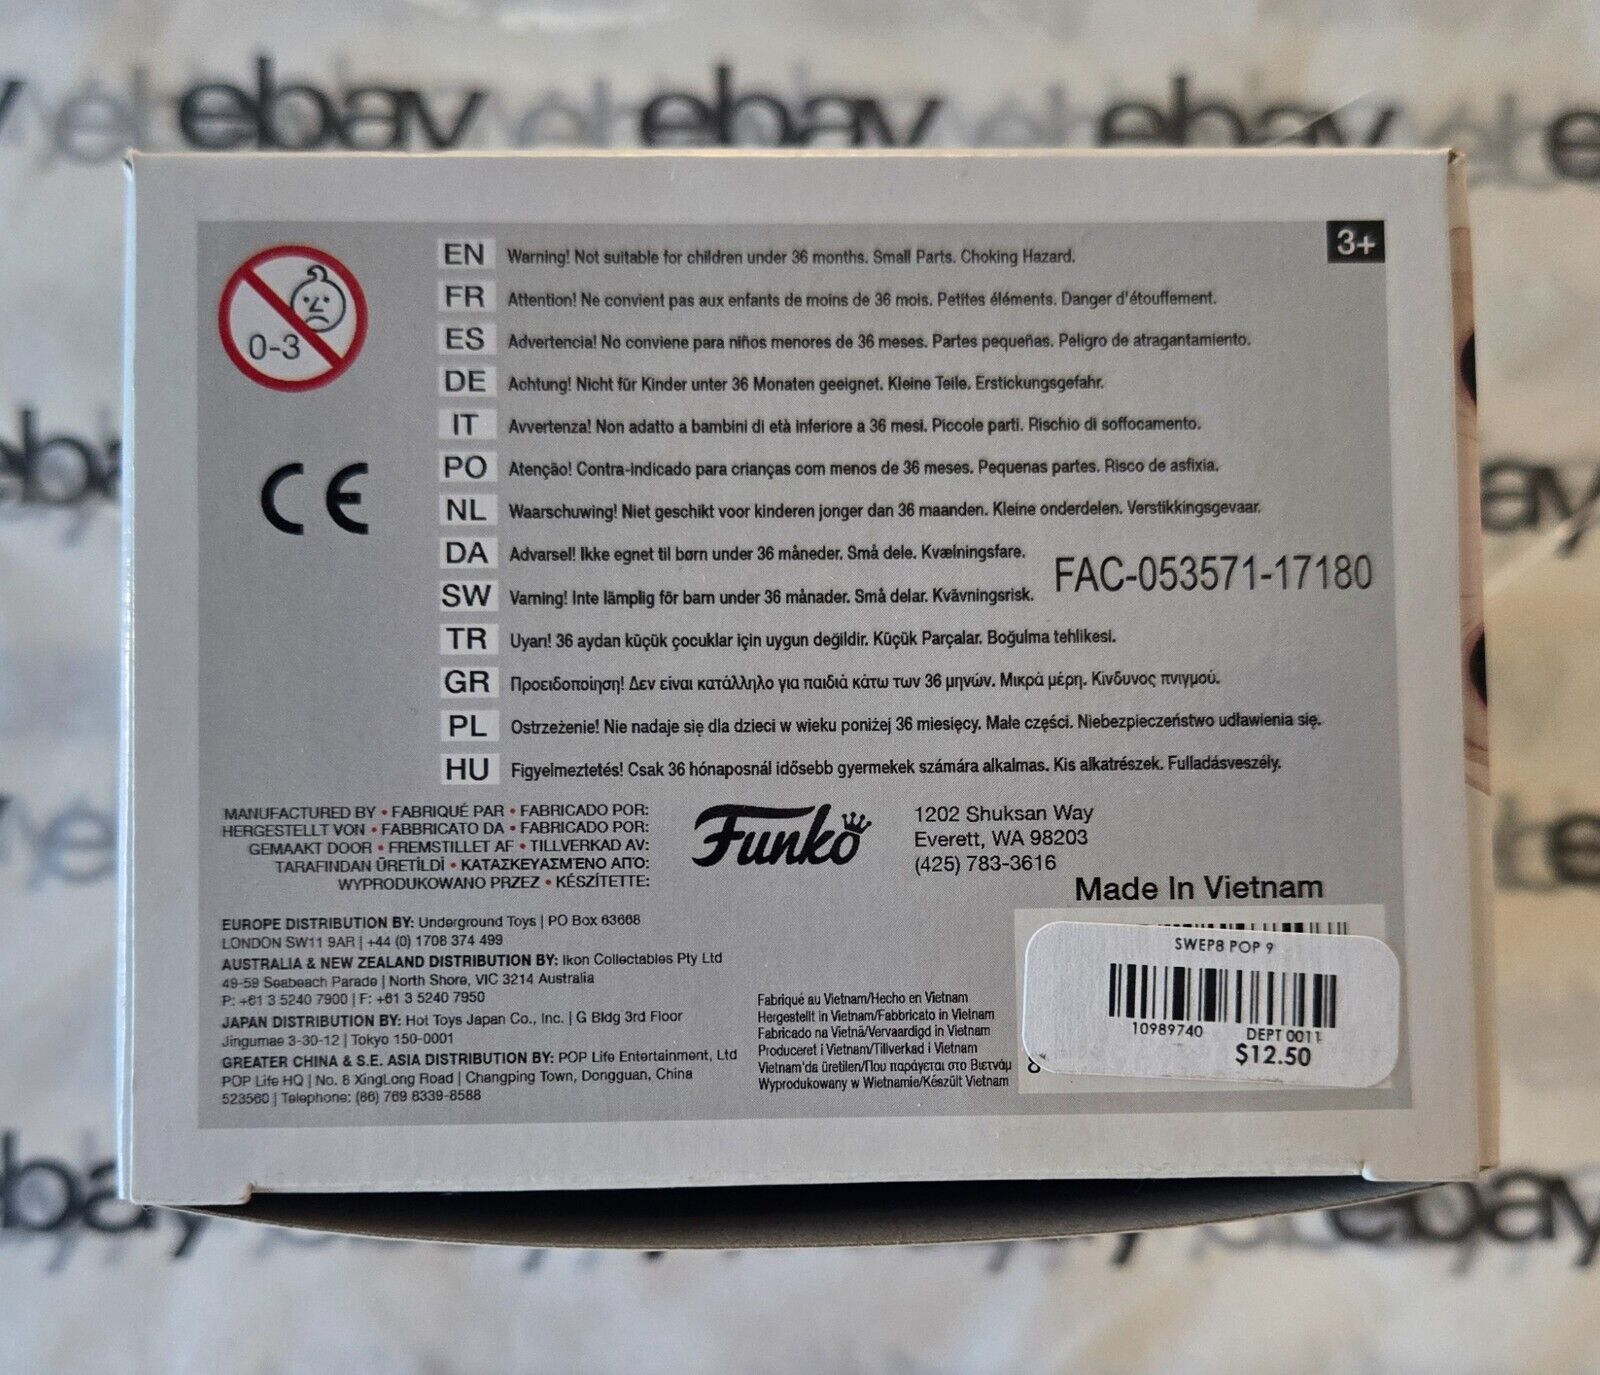 ebay ebay ebay
3+
0-3
CE
EN Warning! Not suitable for children under 36 months. Small Parts. Choking Hazard.
FR Attention! Ne convient pas aux enfants de moins de 36 mois. Petites éléments. Danger d'étouffement.
ES Advertencia! No conviene para niños menores de 36 meses. Partes pequeñas. Peligro de atragantamiento.
DE Achtung! Nicht für Kinder unter 36 Monaten geeignet. Kleine Teile. Erstickungsgefahr.
IT Avvertenza! Non adatto a bambini di età inferiore a 36 mesi. Piccole parti. Rischio di soffocamento.
PO Atenção! Contra-indicado para crianças com menos de 36 meses. Pequenas partes. Risco de asfixia.
NL Waarschuwing! Niet geschikt voor kinderen jonger dan 36 maanden. Kleine onderdelen. Verstikkingsgevaar.
DA Advarsel! Ikke egnet til børn under 36 måneder. Små dele. Kvælningsfare.
FAC-053571-17180
SW Varning! Inte lämplig för barn under 36 månader. Små delar. Kvävningsrisk.
TR Uyarı! 36 aydan küçük çocuklar için uygun değildir. Küçük Parçalar. Boğulma tehlikesi.
GR Προειδοποίηση! Δεν είναι κατάλληλο για παιδιά κάτω των 36 μηνών. Μικρά μέρη. Κίνδυνος πνιγμού.
PL Ostrzeżenie! Nie nadaje się dla dzieci w wieku poniżej 36 miesięcy. Małe części. Niebezpieczeństwo udławienia się.
HU Figyelmeztetés! Csak 36 hónaposnál idősebb gyermekek számára alkalmas. Kis alkatrészek. Fulladásveszély.
MANUFACTURED BY • FABRIQUÉ PAR • FABRICADO POR:
HERGESTELLT VON • FABBRICATO DA • FABRICADO POR:
GEMAAKT DOOR • FREMSTILLET AF • TILLVERKAD AV:
TARAFINDAN ÜRETİLDİ • ΚΑΤΑΣΚΕΥΑΣΜΈΝΟ ΑΠΌ:
WYPRODUKOWANO PRZEZ • KÉSZÍTETTE:
Funko
1202 Shuksan Way
Everett, WA 98203
(425) 783-3616
Made In Vietnam
EUROPE DISTRIBUTION BY: Underground Toys | PO Box 63668
LONDON SW11 9AR | +44 (0) 1708 374 499
AUSTRALIA & NEW ZEALAND DISTRIBUTION BY: Ikon Collectables Pty Ltd
49-59 Seabeach Parade | North Shore, VIC 3214 Australia
P: +61 3 5240 7900 | F: +61 3 5240 7950
JAPAN DISTRIBUTION BY: Hot Toys Japan Co., Inc. | G Bldg 3rd Floor
Jingumae 3-30-12 | Tokyo 150-0001
GREATER CHINA & S.E. ASIA DISTRIBUTION BY: POP Life Entertainment, Ltd
POP Life HQ | No. 8 XingLong Road | Changping Town, Dongguan, China
523560 | Telephone: (86) 769 8339-8588
Fabriqué au Vietnam/Hecho en Vietnam
Hergestellt in Vietnam/Fabbricato in Vietnam
Fabricado na Vietnã/Vervaardigd in Vietnam
Produceret i Vietnam/Tillverkad i Vietnam
Vietnam'da üretilen/Που παράγεται στο Βιετνάμ
Wyprodukowany w Wietnamie/Készült Vietnam
SWEP8 POP 9
10989740 DEPT 0011
$12.50